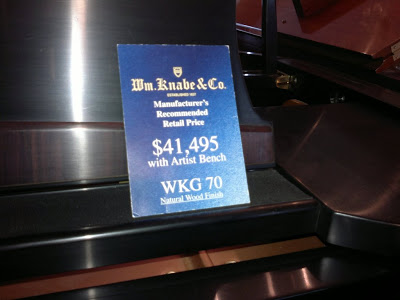 Wm.Knabe & Co.
ESTABLISHED 1837
Manufacturer's
Recommended
Retail Price
$41,495
with Artist Bench
WKG 70
Natural Wood Finish